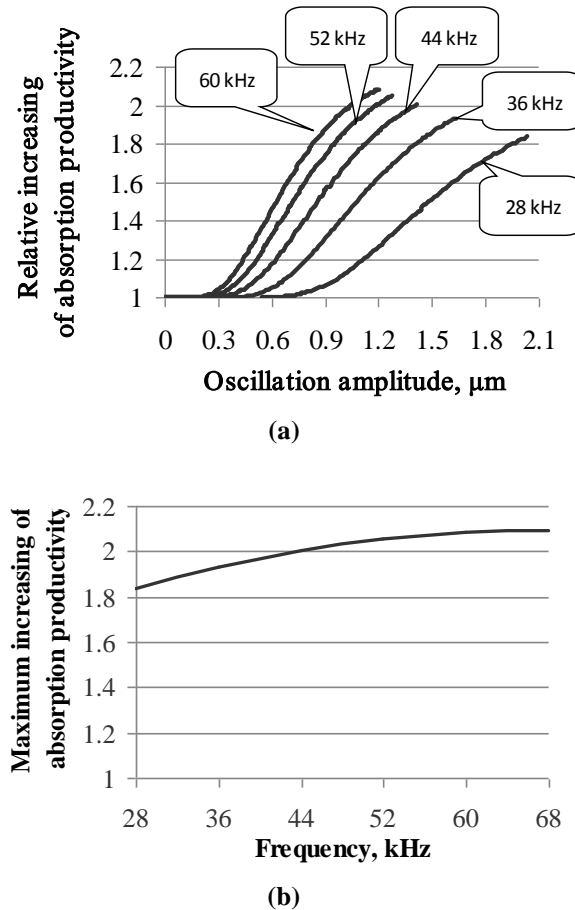 52 kHz
44 kHz
60 kHz
36 kHz
28 kHz
Relative increasing
of absorption productivity
2.2
2
1.8
1.6
1.4
1.2
1
0 0.3 0.6 0.9 1.2 1.5 1.8 2.1
Oscillation amplitude, μm
(a)
Maximum increasing of
absorption productivity
2.2
2
1.8
1.6
1.4
1.2
1
28 36 44 52 60 68
Frequency, kHz
(b)